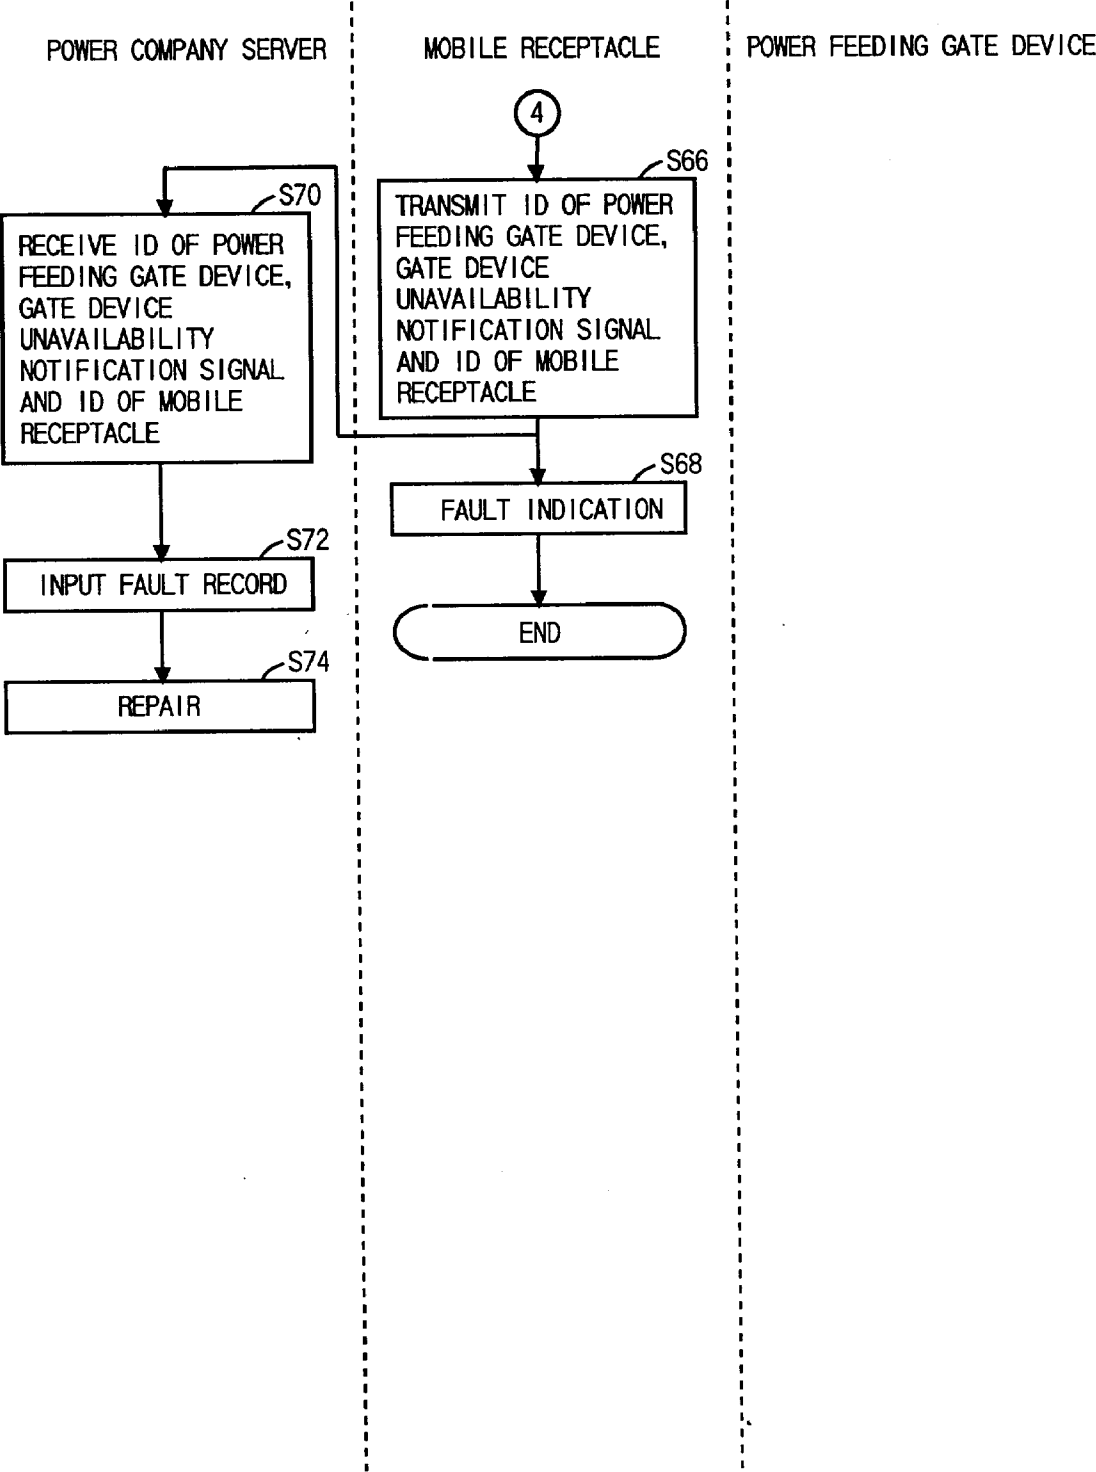 POWER COMPANY SERVER
MOBILE RECEPTACLE
POWER FEEDING GATE DEVICE
4
S66
TRANSMIT ID OF POWER
FEEDING GATE DEVICE,
GATE DEVICE
UNAVAILABILITY
NOTIFICATION SIGNAL
AND ID OF MOBILE
RECEPTACLE
S70
RECEIVE ID OF POWER
FEEDING GATE DEVICE,
GATE DEVICE
UNAVAILABILITY
NOTIFICATION SIGNAL
AND ID OF MOBILE
RECEPTACLE
S68
FAULT INDICATION
S72
INPUT FAULT RECORD
END
S74
REPAIR